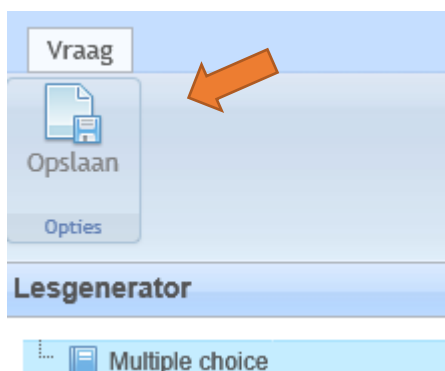 Vraag
Opslaan
Opties
Lesgenerator
Multiple choice